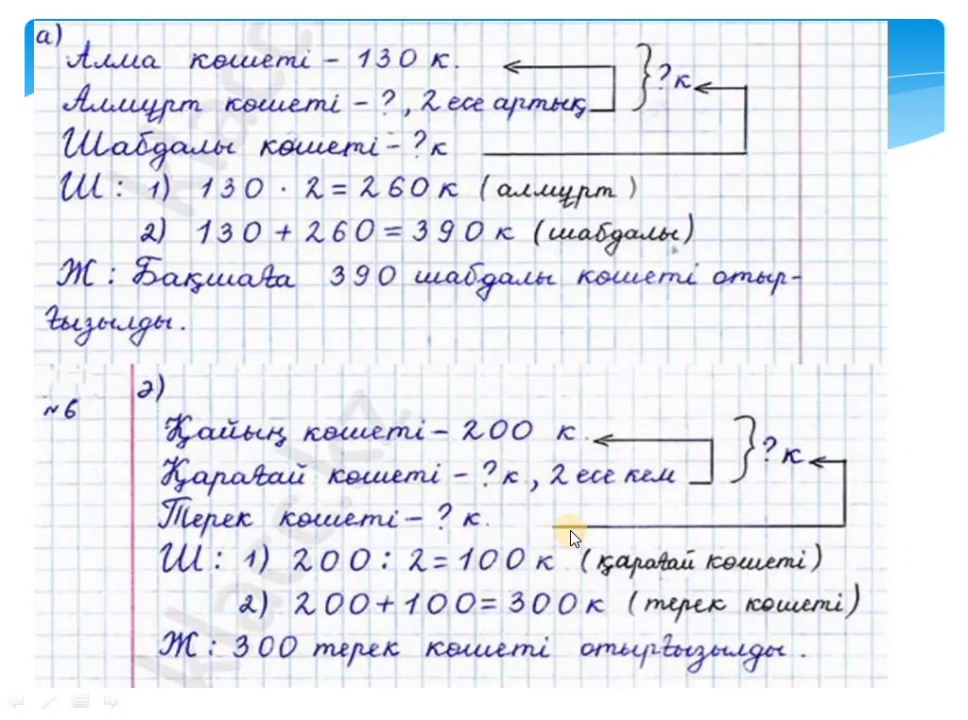 а)
Алма көшеті – 130 к.
Алмұрт көшеті – ?, 2 есе артық } ? к
Шабдалы көшеті – ? к
Ш: 1) 130 · 2 = 260 к (алмұрт)
2) 130 + 260 = 390 к (шабдалы)
Ж: Бақшаға 390 шабдалы көшеті отыр-
ғызылды.
№6 ә)
Қайың көшеті – 200 к.
Қарағай көшеті – ? к, 2 есе кем } ? к
Терек көшеті – ? к.
Ш: 1) 200 : 2 = 100 к (қарағай көшеті)
2) 200 + 100 = 300 к (терек көшеті)
Ж: 300 терек көшеті отырғызылды.
klass.kz